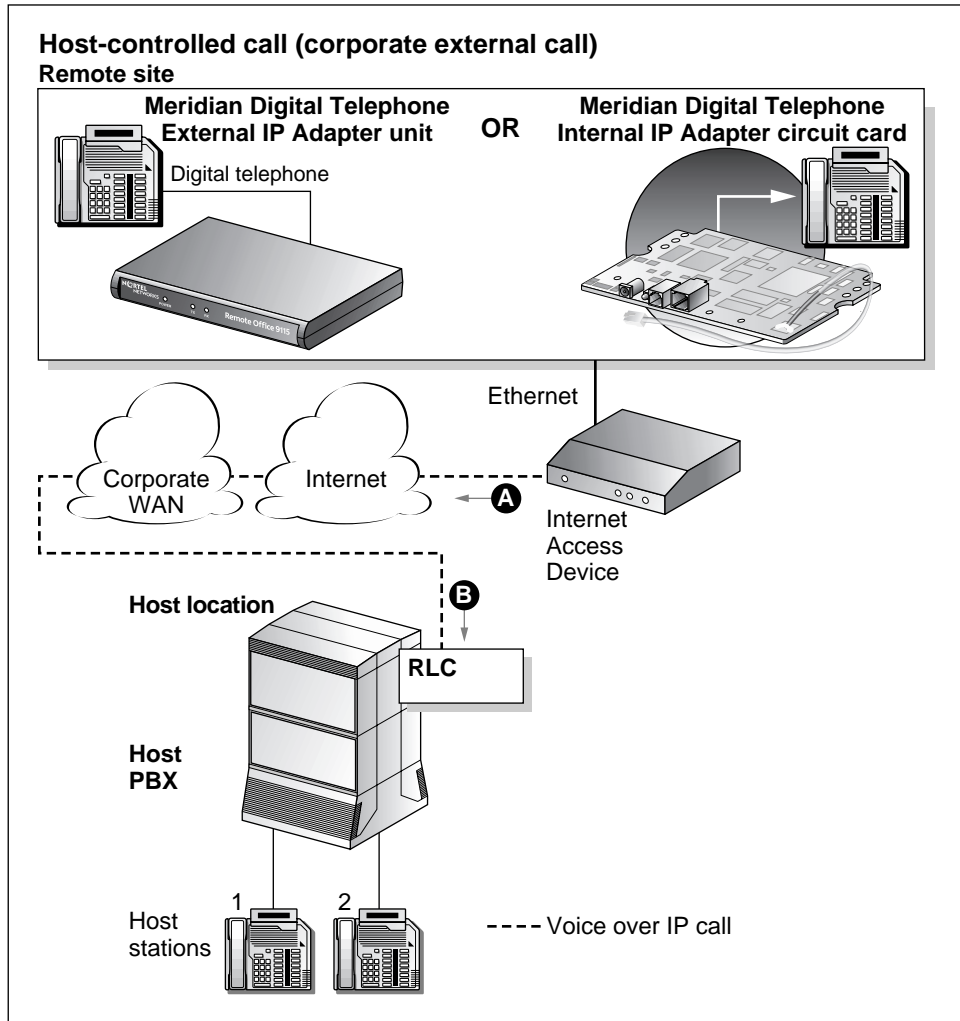 Host-controlled call (corporate external call)
Remote site
Meridian Digital Telephone
External IP Adapter unit
OR
Meridian Digital Telephone
Internal IP Adapter circuit card
Digital telephone
NORTEL
NETWORKS
POWER
Remote Office 9115
Ethernet
Corporate
WAN
Internet
A
Internet
Access
Device
Host location
B
RLC
Host
PBX
1
2
Host
stations
Voice over IP call